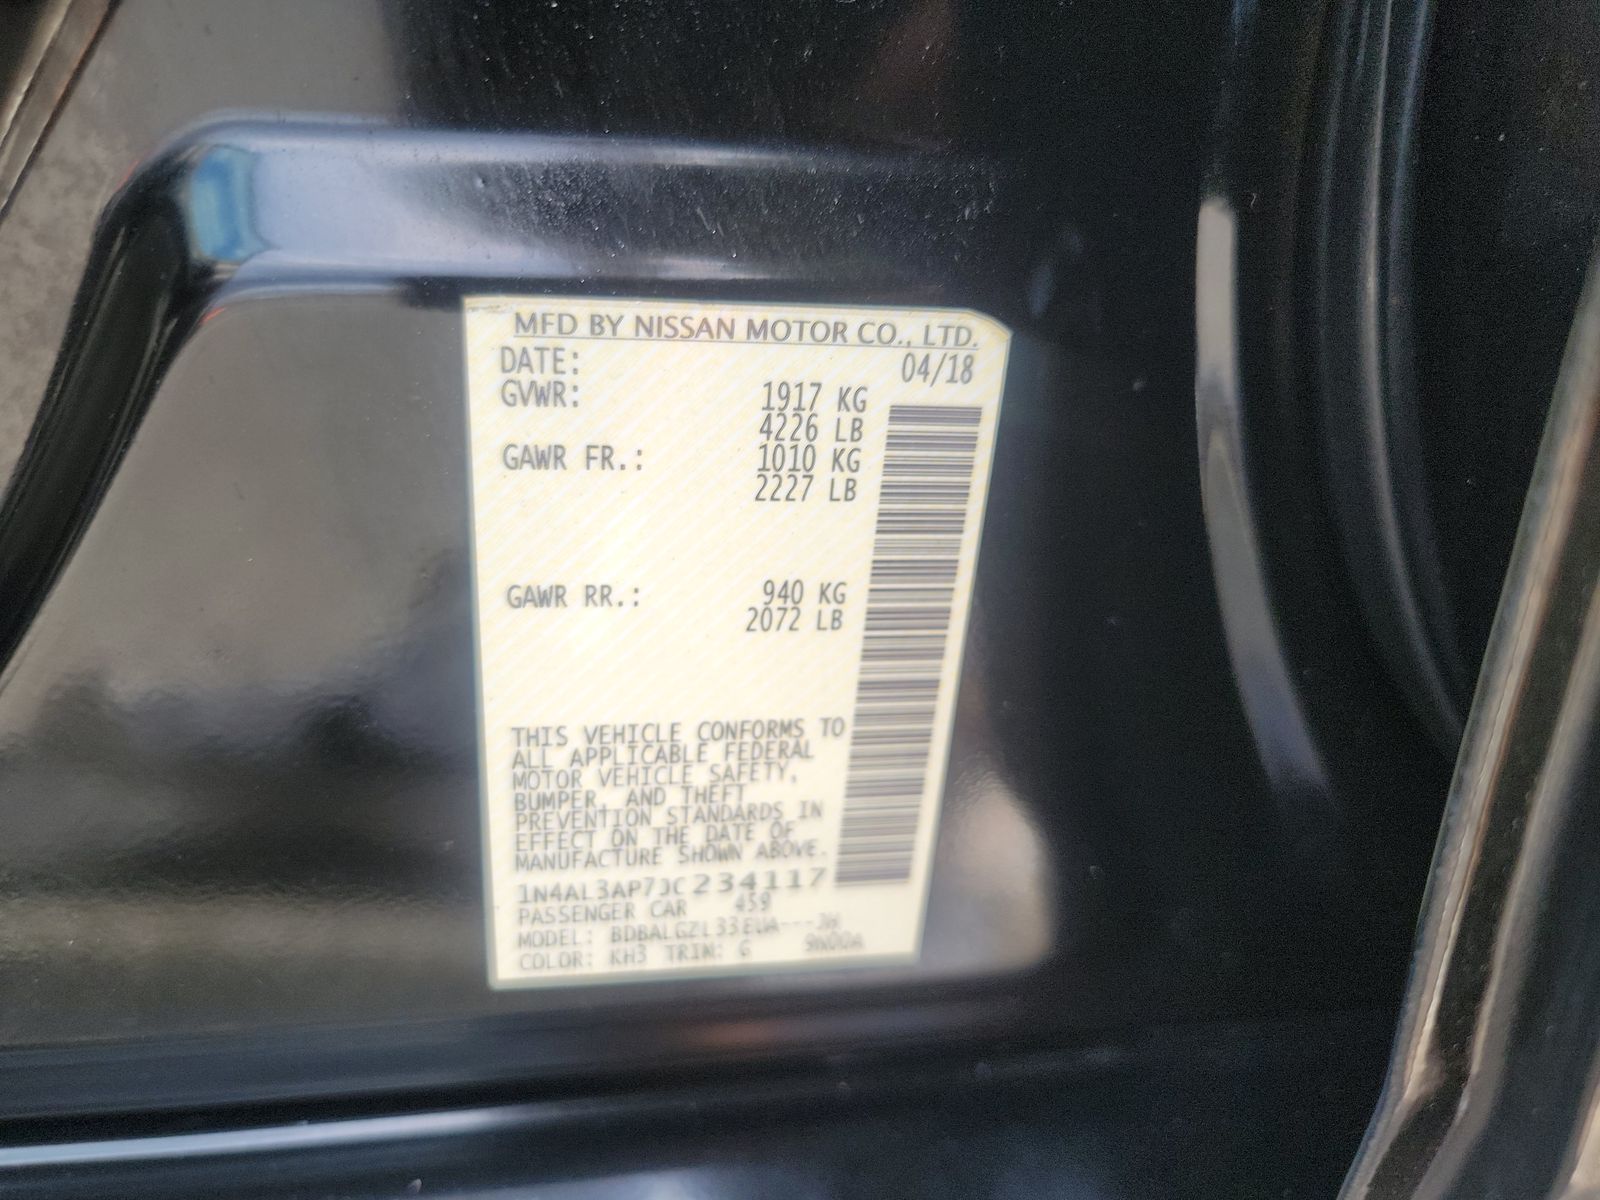 MFD BY NISSAN MOTOR CO., LTD.
DATE: 04/18
GVWR: 1917 KG
4226 LB
GAWR FR.: 1010 KG
2227 LB
GAWR RR.: 940 KG
2072 LB
THIS VEHICLE CONFORMS TO
ALL APPLICABLE FEDERAL
MOTOR VEHICLE SAFETY,
BUMPER, AND THEFT
PREVENTION STANDARDS IN
EFFECT ON THE DATE OF
MANUFACTURE SHOWN ABOVE.
1N4AL3AP7JC234117
PASSENGER CAR 459
MODEL: BDBALGZL33EUA---JH
COLOR: KH3 TRIM: G 9N00A